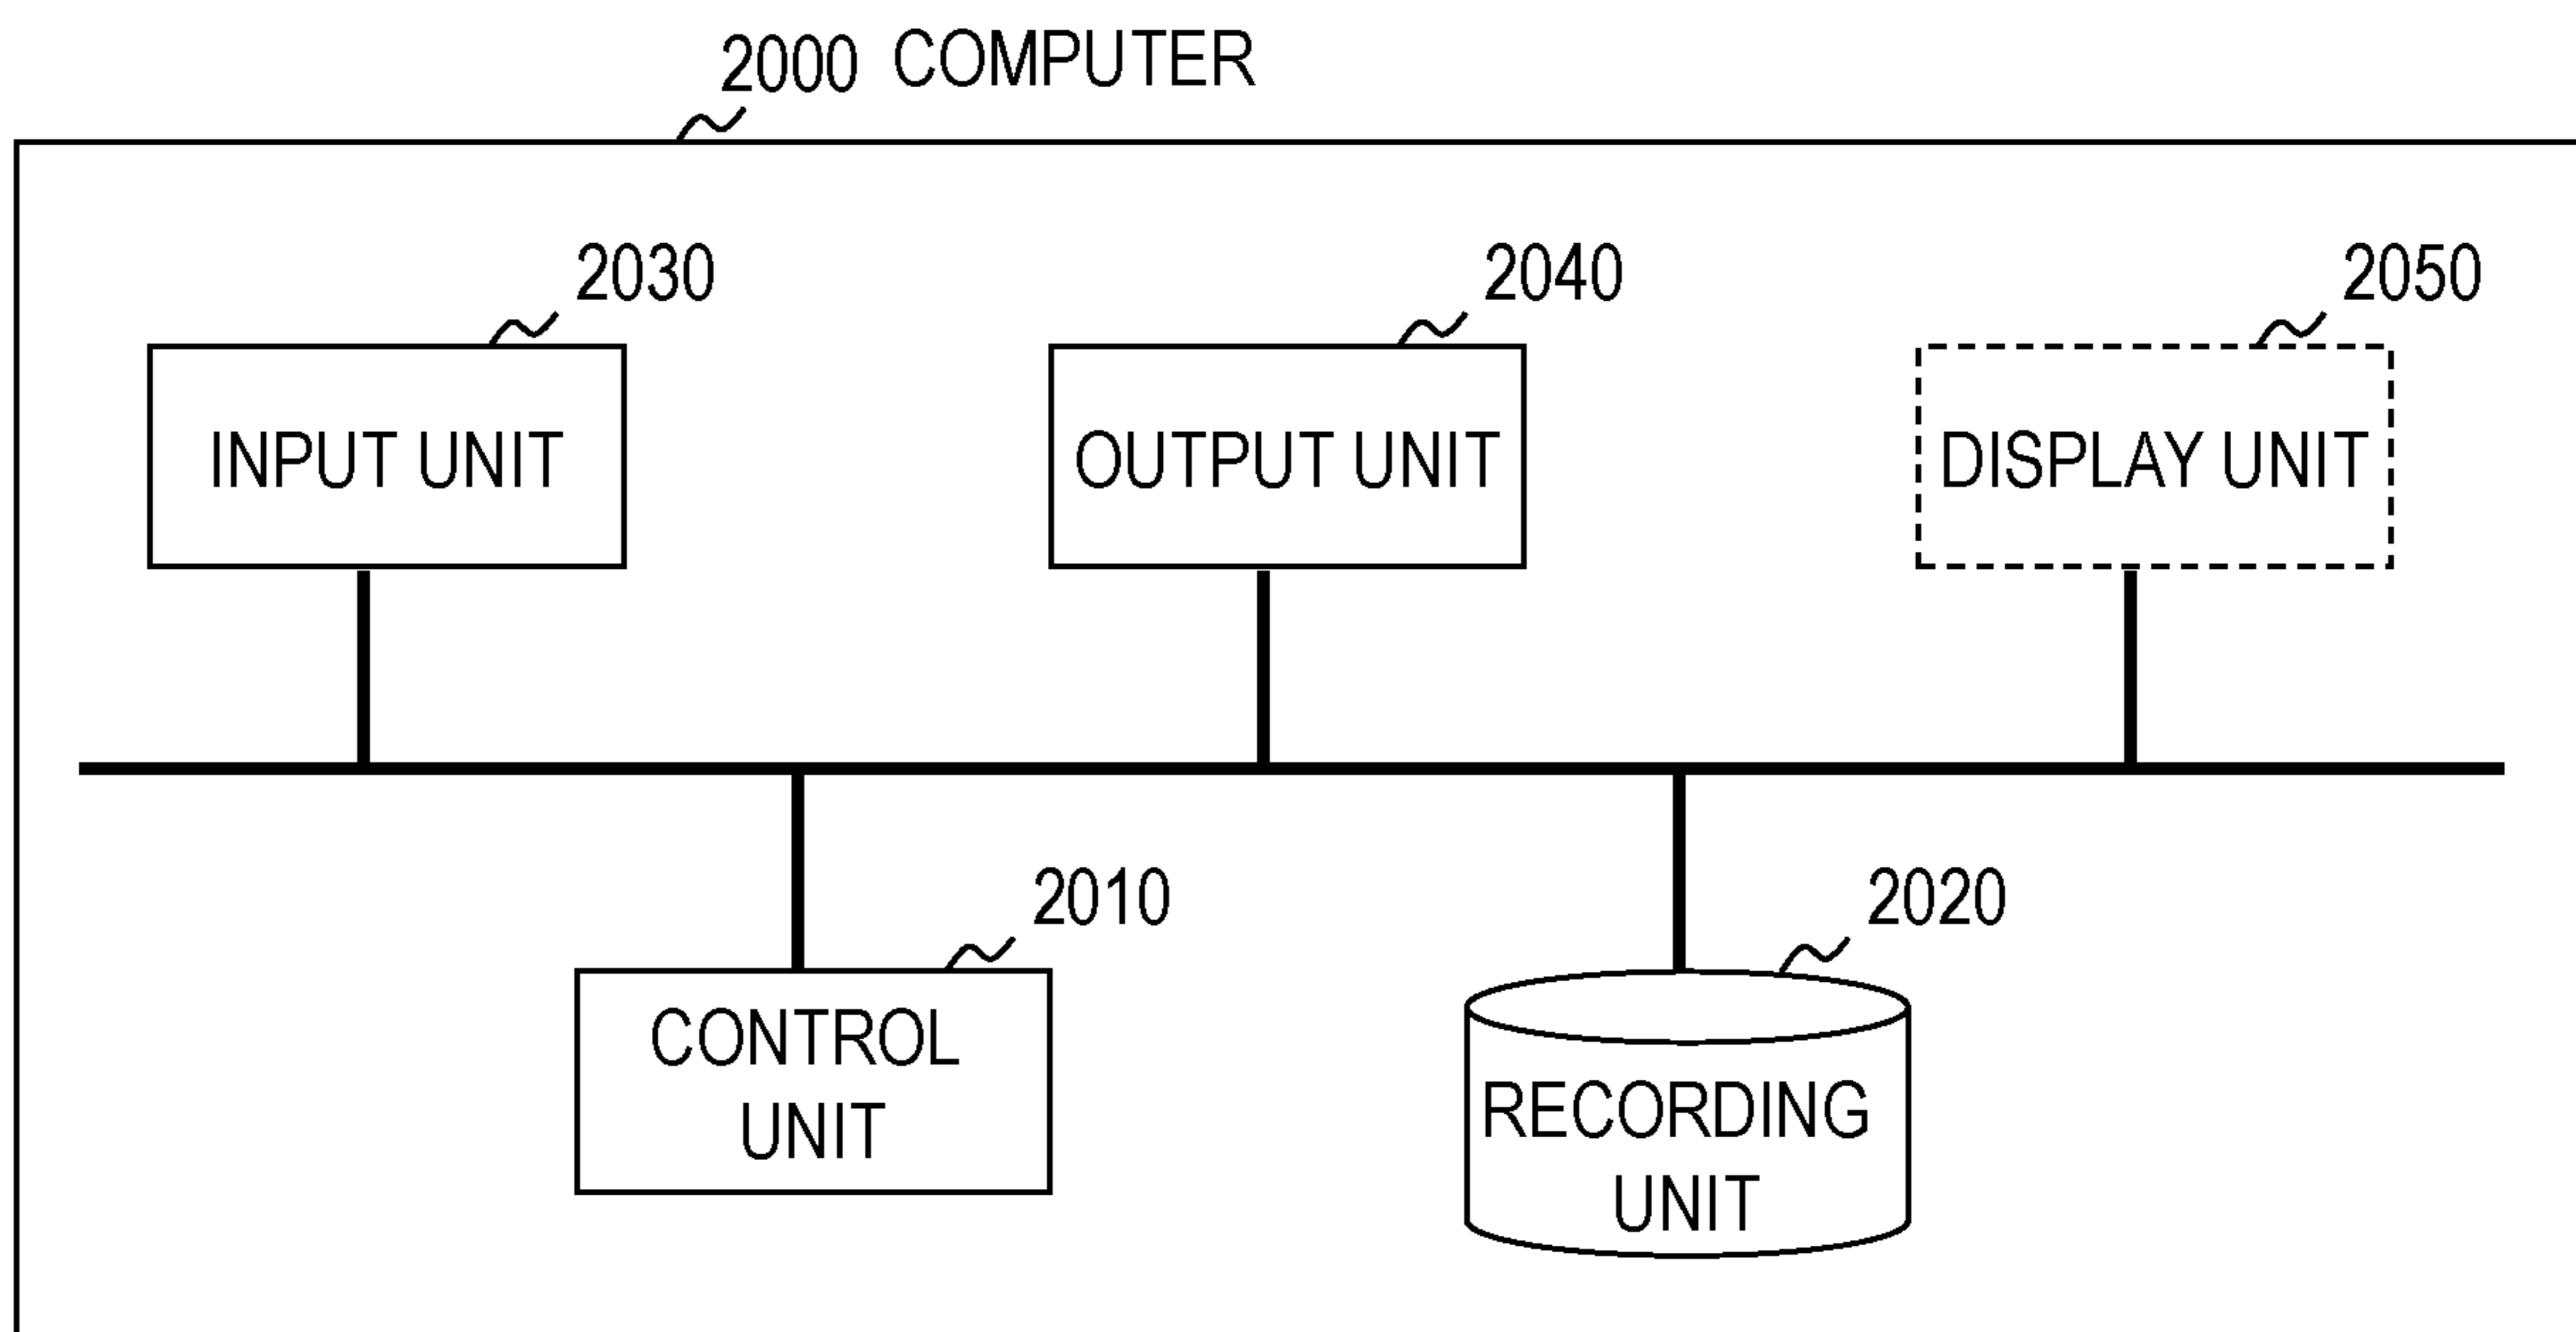 2000 COMPUTER
2030
2040
2050
INPUT UNIT
OUTPUT UNIT
DISPLAY UNIT
2010
2020
CONTROL
UNIT
RECORDING
UNIT